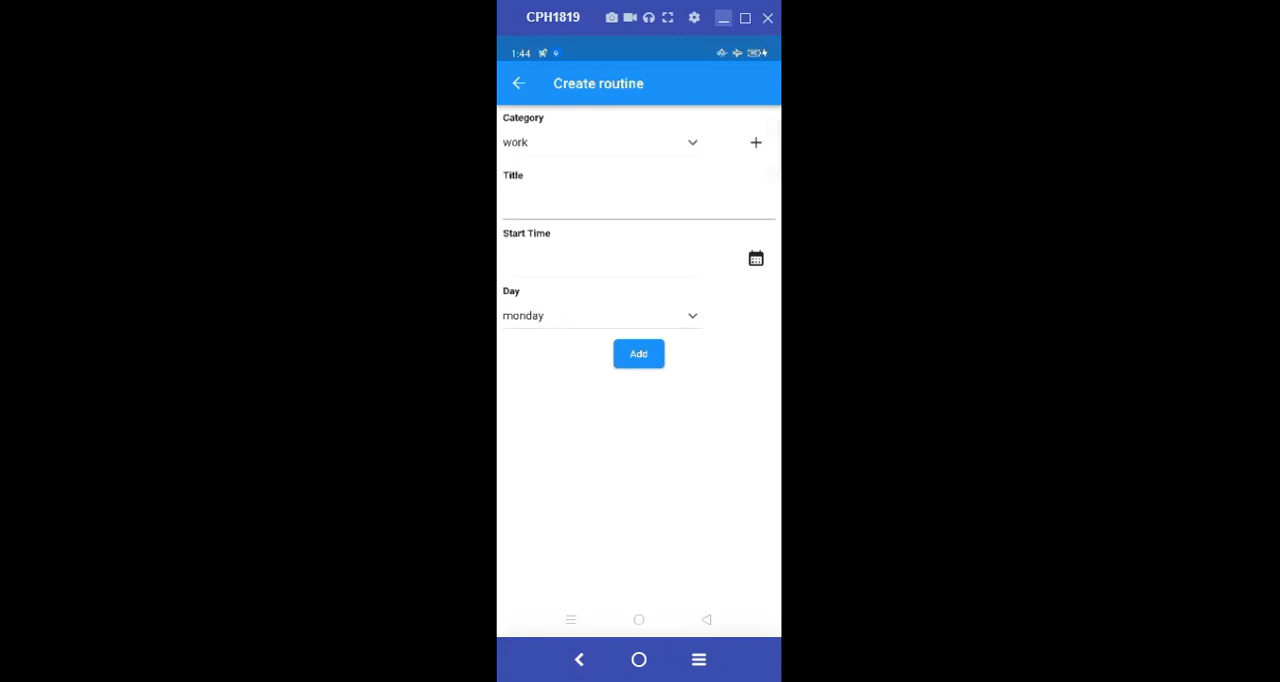 CPH1819
1:44
Create routine
Category
work
Title
Start Time
Day
monday
Add